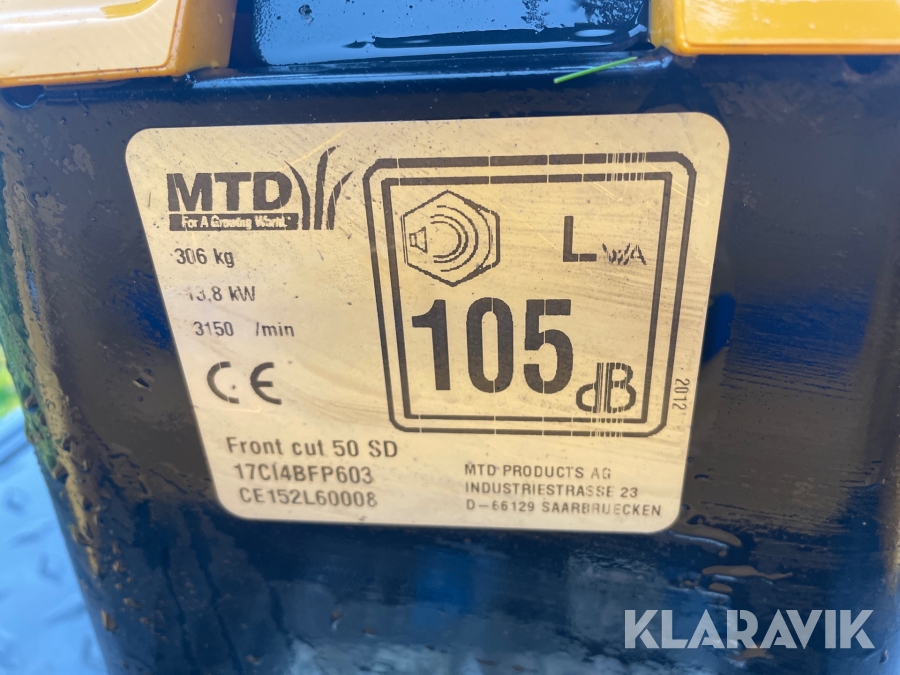 MTD
For A Growing World.
306 kg
13.8 kW
3150 /min
CE
LWA
105
dB
2012
Front cut 50 SD
17CI4BFP603
CE152L60008
MTD PRODUCTS AG
INDUSTRIESTRASSE 23
D-66129 SAARBRUECKEN
KLARAVIK